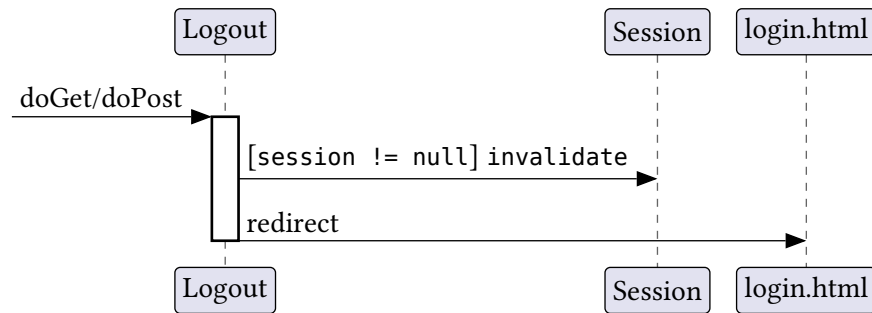 Logout
Session
login.html
doGet/doPost
[session != null] invalidate
redirect
Logout
Session
login.html